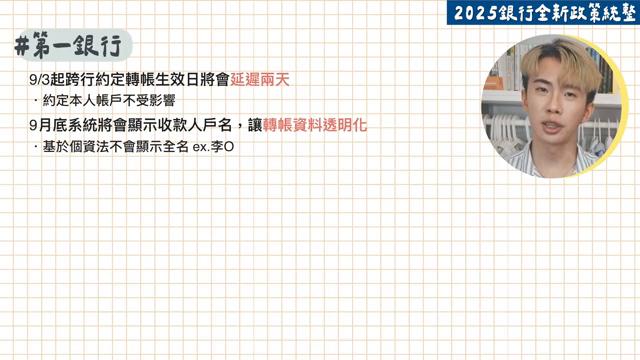 2025銀行全新政策統整
#第一銀行
9/3起跨行約定轉帳生效日將會延遲兩天
·約定本人帳戶不受影響
9月底系統將會顯示收款人戶名，讓轉帳資料透明化
·基於個資法不會顯示全名 ex.李O